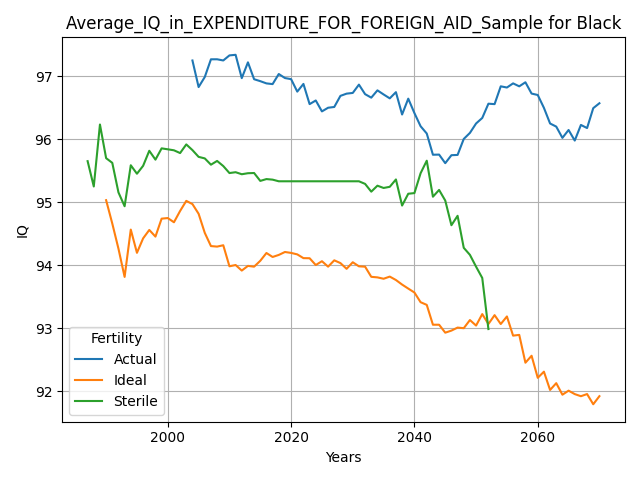 Average_IQ_in_EXPENDITURE_FOR_FOREIGN_AID_Sample for Black
97
96
95
94
93
92
IQ
Fertility
Actual
Ideal
Sterile
2000 2020 2040 2060
Years